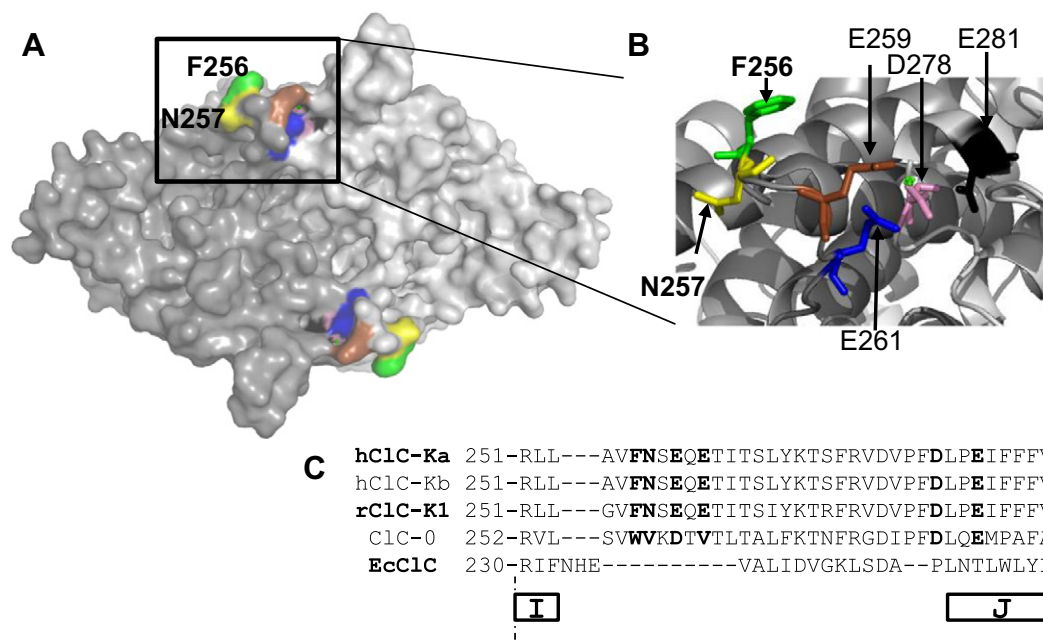 A
B
E259 E281
F256 D278
F256
N257
N257
E261
C
hClC-Ka 251-RLL---AVFNSEQETITSLYKTSFRVDVPFDLPEIFFF
hClC-Kb 251-RLL---AVFNSEQETITSLYKTSFRVDVPFDLPEIFFF
rClC-K1 251-RLL---GVFNSEQETITSIYKTSFRVDVPFDLPEIFFF
ClC-0 252-RVL---SVWVKDTVTLTALFKTNFRGDIPFDLQEMPAF
EcClC 230-RIFNHE----------VALIDVGKLSDA--PLNTLWLY
I J